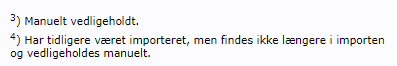 ³) Manuelt vedligeholdt.
⁴) Har tidligere været importeret, men findes ikke længere i importen
og vedligeholdes manuelt.